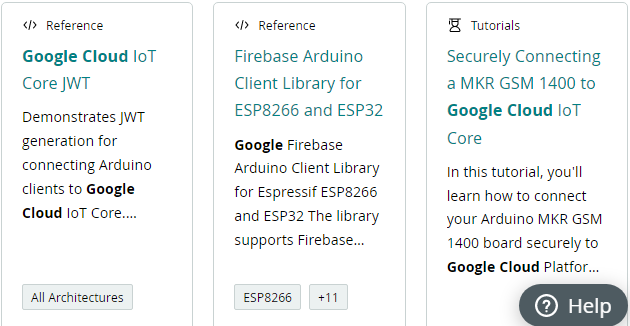 </> Reference
Google Cloud IoT
Core JWT
Demonstrates JWT
generation for
connecting Arduino
clients to Google
Cloud IoT Core....
All Architectures
</> Reference
Firebase Arduino
Client Library for
ESP8266 and ESP32
Google Firebase
Arduino Client Library
for Espressif ESP8266
and ESP32 The library
supports Firebase...
ESP8266
+11
Tutorials
Securely Connecting
a MKR GSM 1400 to
Google Cloud IoT
Core
In this tutorial, you'll
learn how to connect
your Arduino MKR GSM
1400 board securely to
Google Cloud Platfor...
Help